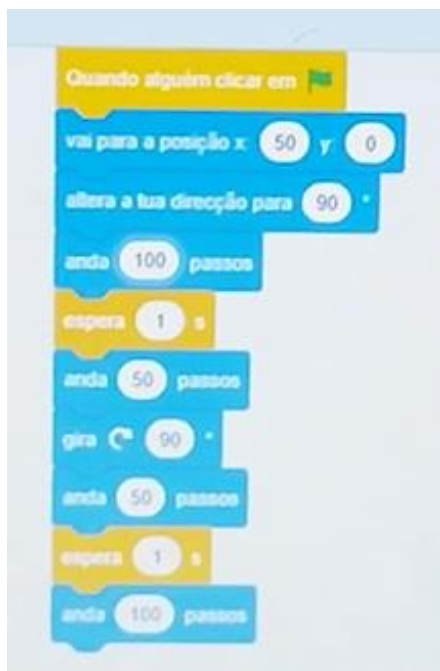 Quando alguém clicar em
vai para a posição x 50 y 0
altera a tua direcção para 90 °
anda 100 passos
espera 1 s
anda 50 passos
gira 90 °
anda 50 passos
espera 1 s
anda 100 passos